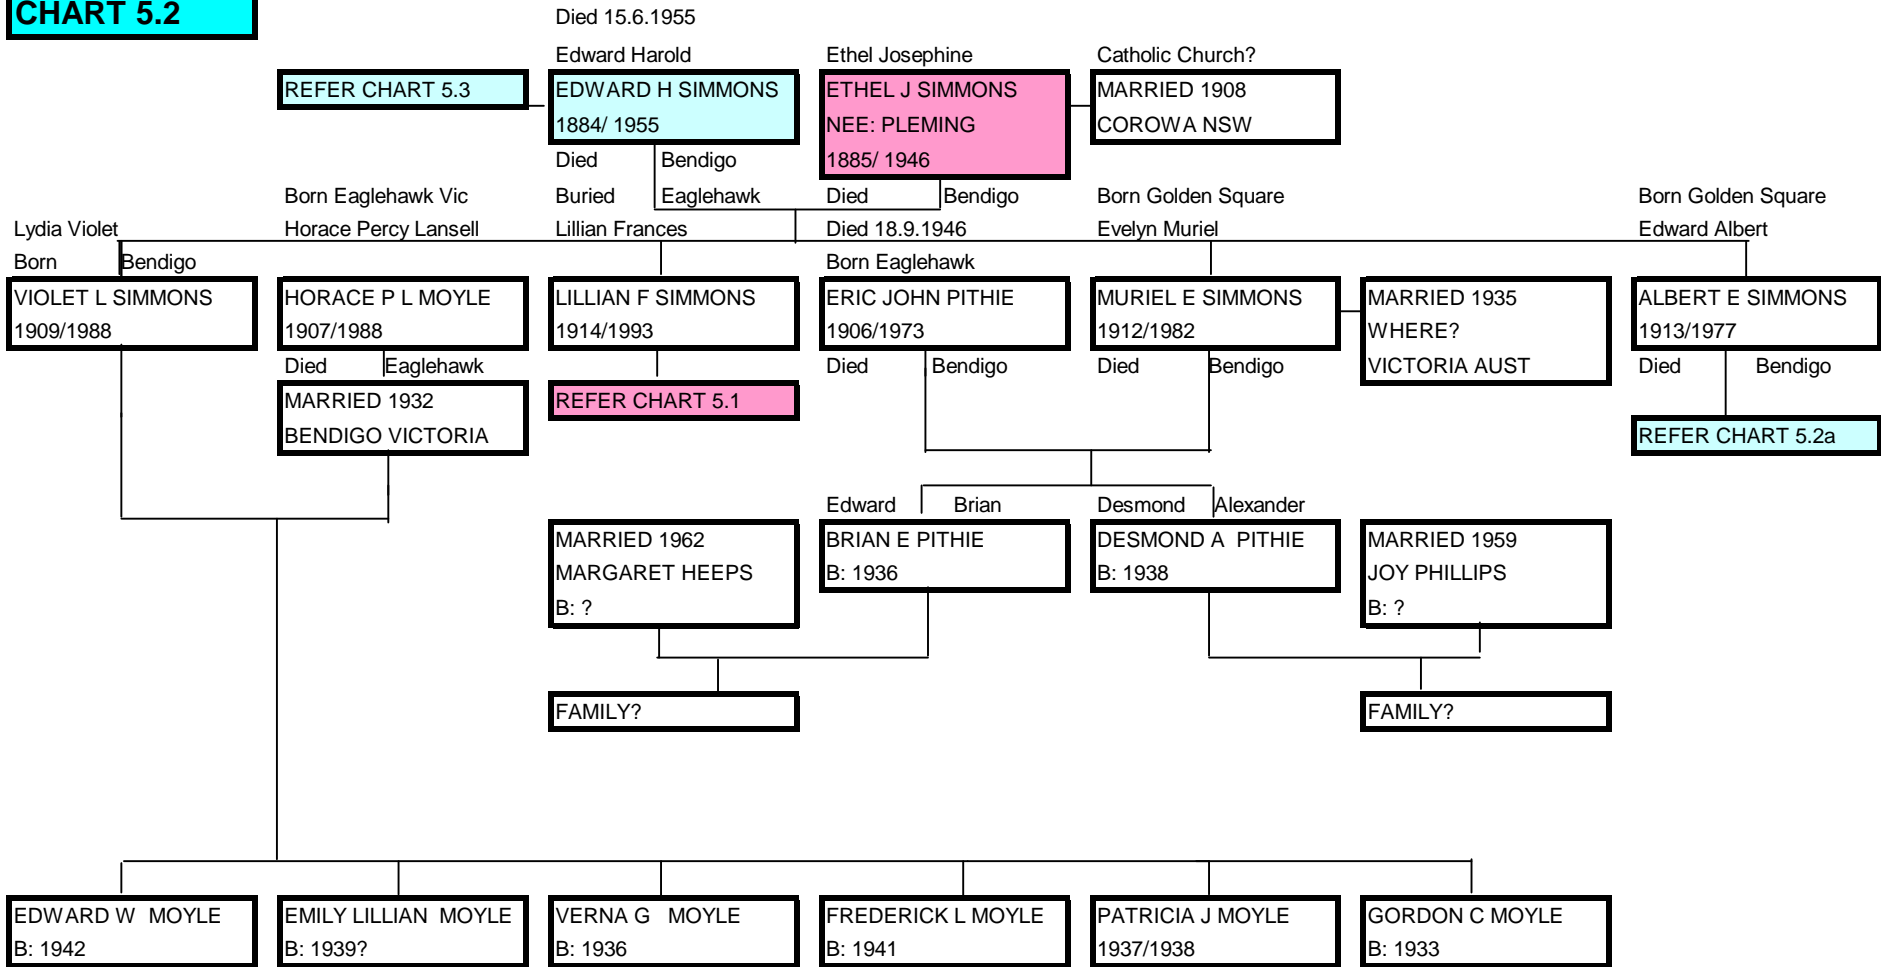 CHART 5.2
Died 15.6.1955
Edward Harold
Ethel Josephine
Catholic Church?
REFER CHART 5.3
EDWARD H SIMMONS
1884/ 1955
ETHEL J SIMMONS
NEE: PLEMING
1885/ 1946
MARRIED 1908
COROWA NSW
Died Bendigo
Buried Eaglehawk
Died Bendigo
Died 18.9.1946
Lydia Violet
Born Bendigo
VIOLET L SIMMONS
1909/1988
Born Eaglehawk Vic
Horace Percy Lansell
HORACE P L MOYLE
1907/1988
Died Eaglehawk
MARRIED 1932
BENDIGO VICTORIA
Lillian Frances
LILLIAN F SIMMONS
1914/1993
REFER CHART 5.1
Born Eaglehawk
ERIC JOHN PITHIE
1906/1973
Died Bendigo
Born Golden Square
Evelyn Muriel
MURIEL E SIMMONS
1912/1982
Died Bendigo
MARRIED 1935
WHERE?
VICTORIA AUST
Born Golden Square
Edward Albert
ALBERT E SIMMONS
1913/1977
Died Bendigo
REFER CHART 5.2a
MARRIED 1962
MARGARET HEEPS
B: ?
Edward Brian
BRIAN E PITHIE
B: 1936
Desmond Alexander
DESMOND A PITHIE
B: 1938
MARRIED 1959
JOY PHILLIPS
B: ?
FAMILY?
FAMILY?
EDWARD W MOYLE
B: 1942
EMILY LILLIAN MOYLE
B: 1939?
VERNA G MOYLE
B: 1936
FREDERICK L MOYLE
B: 1941
PATRICIA J MOYLE
1937/1938
GORDON C MOYLE
B: 1933